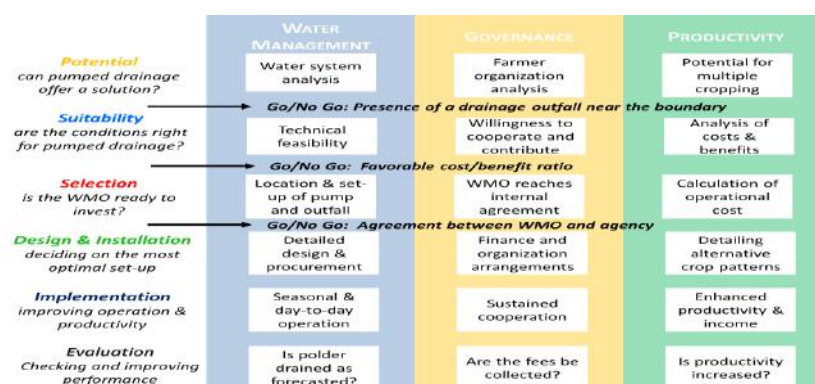 WATER
MANAGEMENT
GOVERNANCE
PRODUCTIVITY
Potential
can pumped drainage
offer a solution?
Water system
analysis
Farmer
organization
analysis
Potential for
multiple
cropping
Go/No Go: Presence of a drainage outfall near the boundary
Suitability
are the conditions right
for pumped drainage?
Technical
feasibility
Willingness to
cooperate and
contribute
Analysis of
costs &
benefits
Go/No Go: Favorable cost/benefit ratio
Selection
is the WMO ready to
invest?
Location & set-
up of pump
and outfall
WMO reaches
internal
agreement
Calculation of
operational
cost
Go/No Go: Agreement between WMO and agency
Design & Installation
deciding on the most
optimal set-up
Detailed
design &
procurement
Finance and
organization
arrangements
Detailing
alternative
crop patterns
Implementation
improving operation &
productivity
Seasonal &
day-to-day
operation
Sustained
cooperation
Enhanced
productivity &
income
Evaluation
Checking and improving
performance
Is polder
drained as
forecasted?
Are the fees be
collected?
Is productivity
increased?